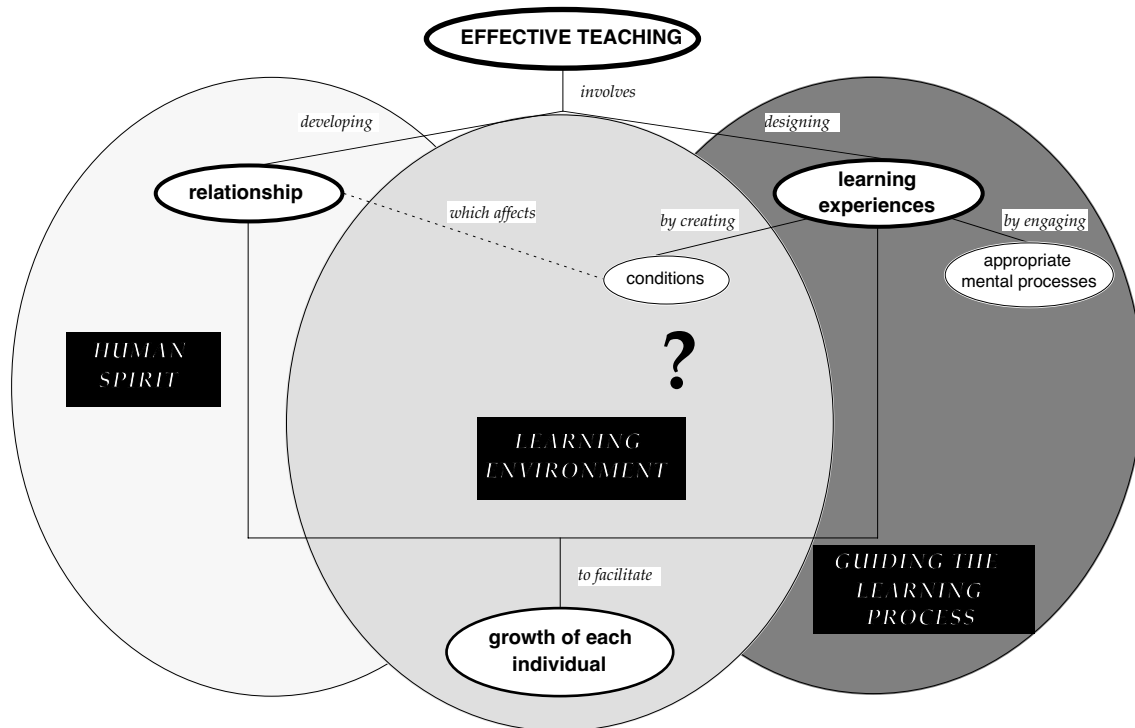 EFFECTIVE TEACHING
involves
developing
designing
relationship
learning
experiences
which affects
by creating
by engaging
conditions
appropriate
mental processes
HUMAN
SPIRIT
?
LEARNING
ENVIRONMENT
GUIDING THE
LEARNING
PROCESS
to facilitate
growth of each
individual